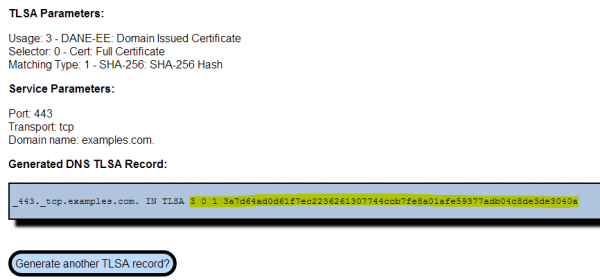 TLSA Parameters:
Usage: 3 - DANE-EE: Domain Issued Certificate
Selector: 0 - Cert: Full Certificate
Matching Type: 1 - SHA-256: SHA-256 Hash
Service Parameters:
Port: 443
Transport: tcp
Domain name: examples.com.
Generated DNS TLSA Record:
_443._tcp.examples.com. IN TLSA 3 0 1 3a7d64ad0d61f7ec2236261307744ccb7fe8a01afe59377adb04c8de3de3040a
Generate another TLSA record?